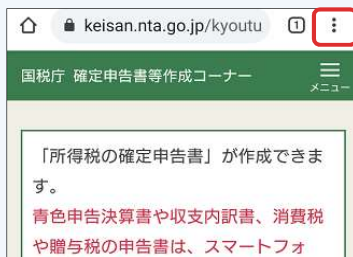 keisan.nta.go.jp/kyoutu 1
国税庁 確定申告書等作成コーナー
メニュー
「所得税の確定申告書」が作成できま
す。
青色申告決算書や収支内訳書、消費税
や贈与税の申告書は、スマートフォ